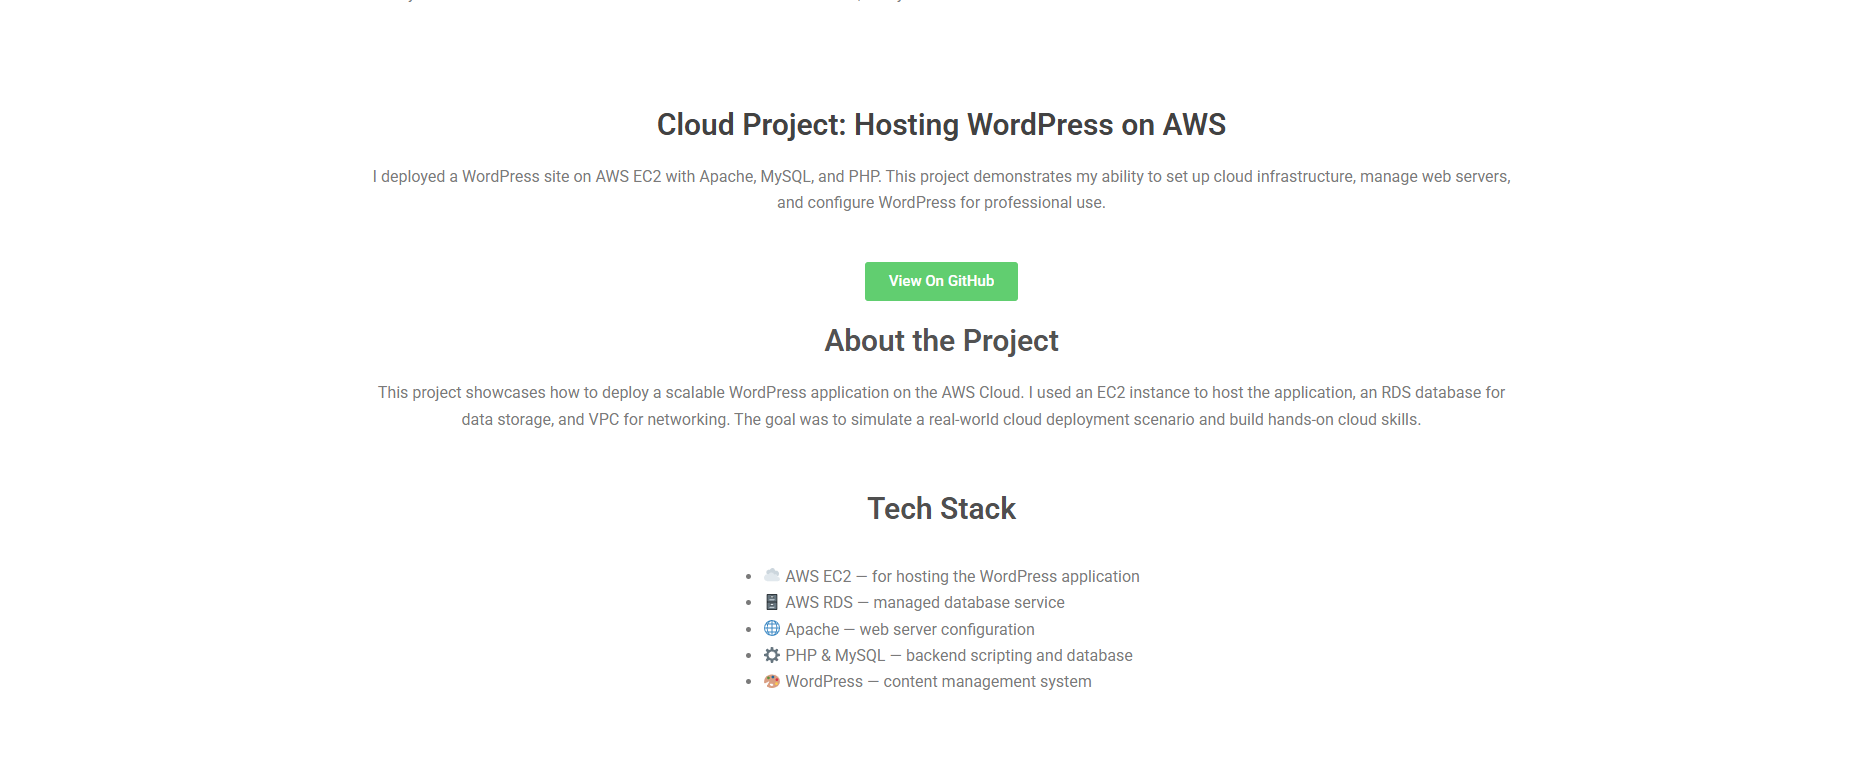 Cloud Project: Hosting WordPress on AWS
I deployed a WordPress site on AWS EC2 with Apache, MySQL, and PHP. This project demonstrates my ability to set up cloud infrastructure, manage web servers,
and configure WordPress for professional use.
View On GitHub
About the Project
This project showcases how to deploy a scalable WordPress application on the AWS Cloud. I used an EC2 instance to host the application, an RDS database for
data storage, and VPC for networking. The goal was to simulate a real-world cloud deployment scenario and build hands-on cloud skills.
Tech Stack
AWS EC2 — for hosting the WordPress application
AWS RDS — managed database service
Apache — web server configuration
PHP & MySQL — backend scripting and database
WordPress — content management system